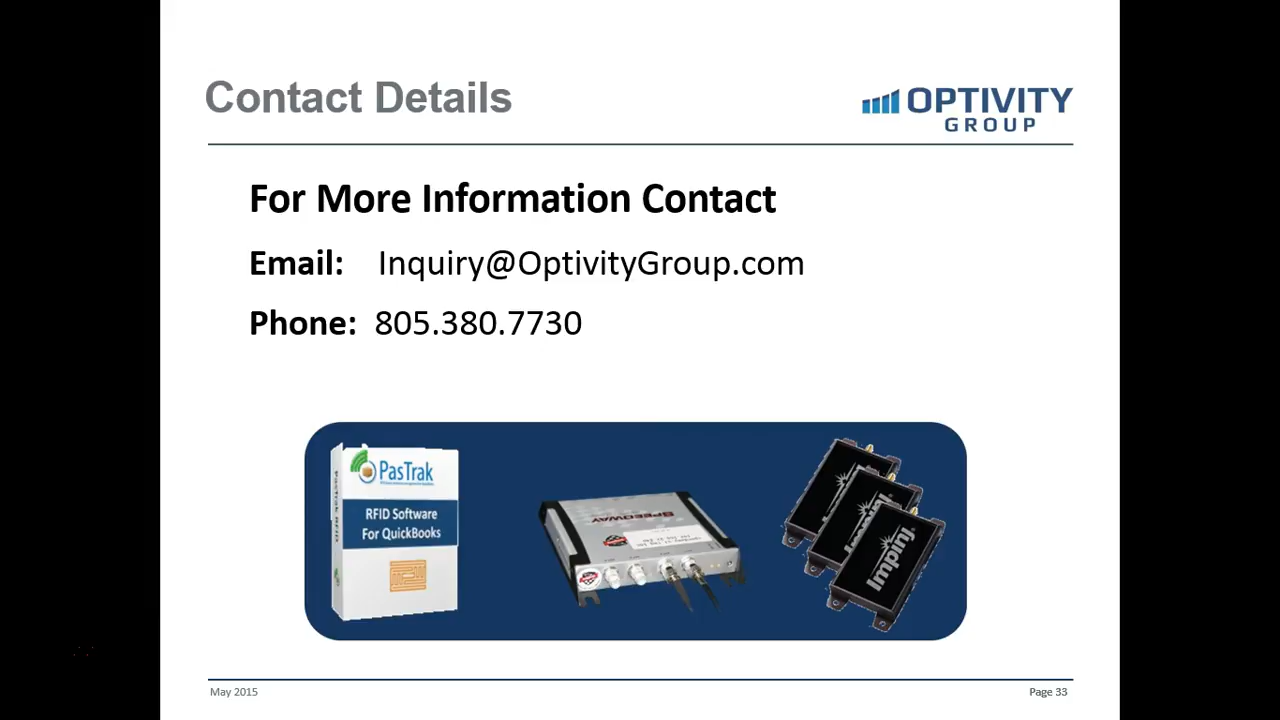 Contact Details
OPTIVITY
GROUP
For More Information Contact
Email: Inquiry@OptivityGroup.com
Phone: 805.380.7730
PasTrak
RFID Software
For QuickBooks
SPEEDWAY
impinj
May 2015
Page 33